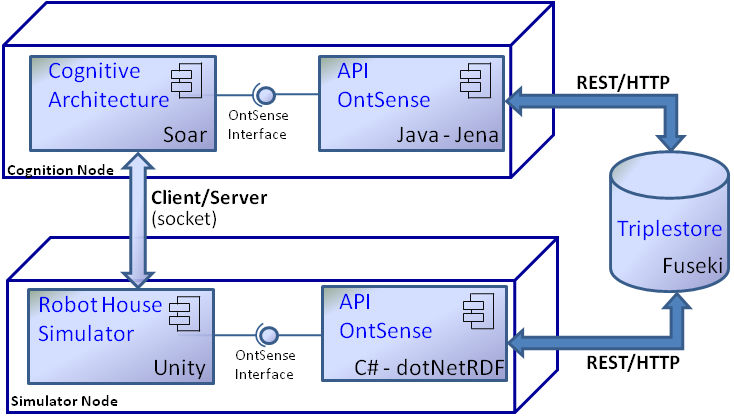 Cognitive
Architecture
Soar
OntSense
Interface
API
OntSense
Java - Jena
Cognition Node
REST/HTTP
Client/Server
(socket)
Triplestore
Fuseki
Robot House
Simulator
Unity
OntSense
Interface
API
OntSense
C# - dotNetRDF
Simulator Node
REST/HTTP